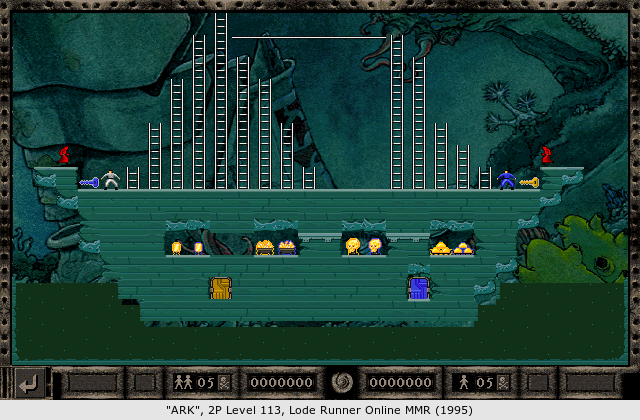 05 0000000 0000000 05
"ARK", 2P Level 113, Lode Runner Online MMR (1995)